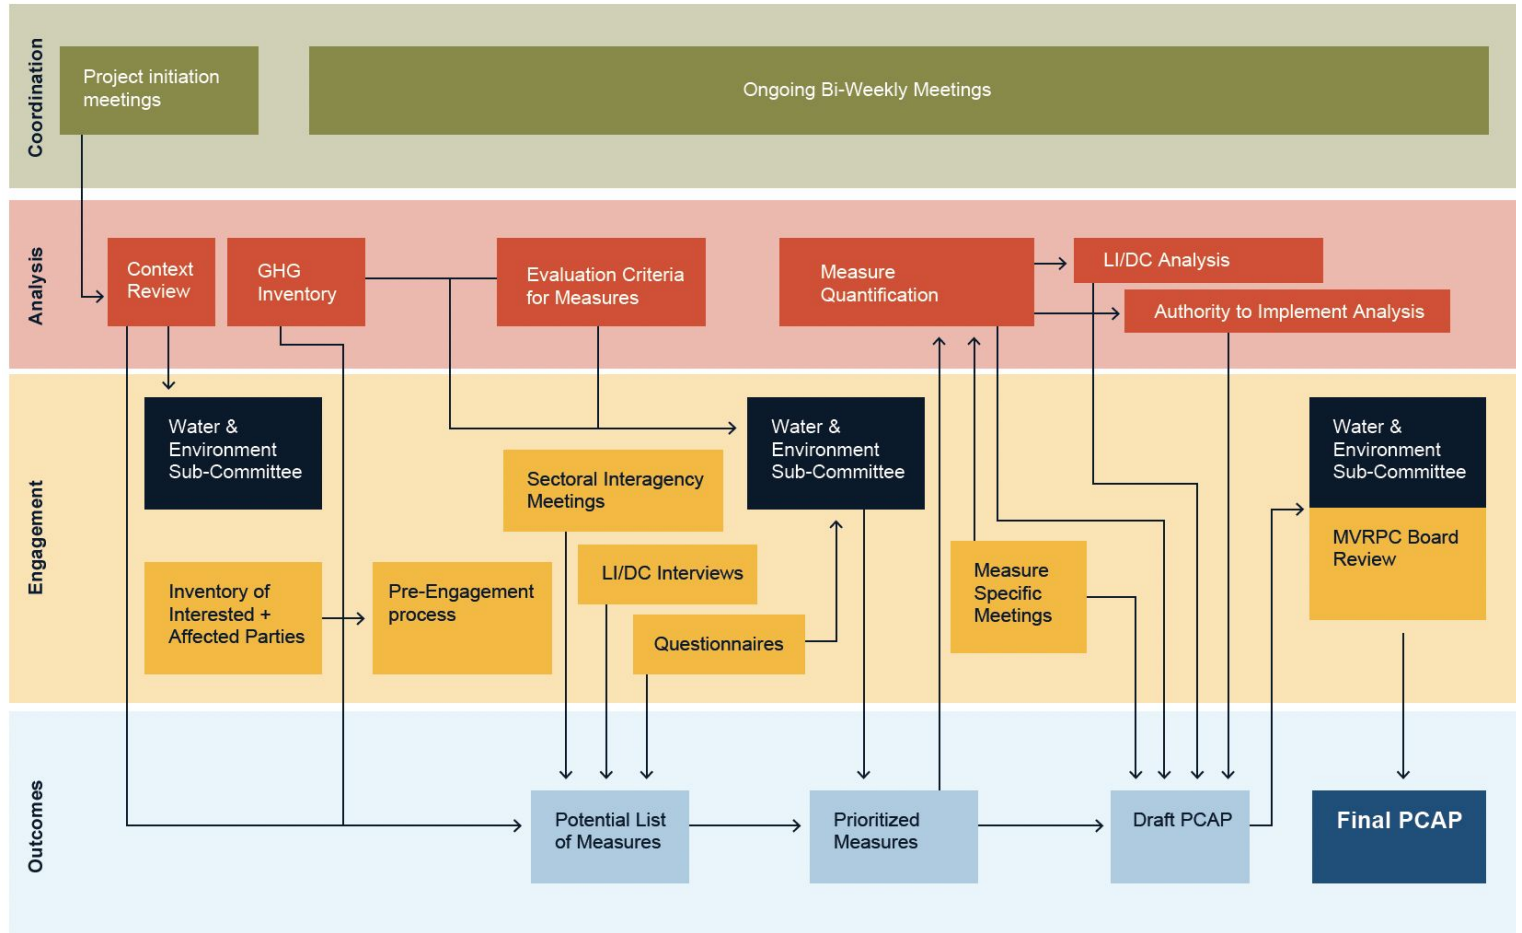 Coordination
Project initiation
meetings
Ongoing Bi-Weekly Meetings
Analysis
Context
Review
GHG
Inventory
Evaluation Criteria
for Measures
Measure
Quantification
LI/DC Analysis
Authority to Implement Analysis
Engagement
Water &
Environment
Sub-Committee
Sectoral Interagency
Meetings
LI/DC Interviews
Questionnaires
Inventory of
Interested +
Affected Parties
Pre-Engagement
process
Water &
Environment
Sub-Committee
Measure
Specific
Meetings
Water &
Environment
Sub-Committee
MVRPC Board
Review
Outcomes
Potential List
of Measures
Prioritized
Measures
Draft PCAP
Final PCAP